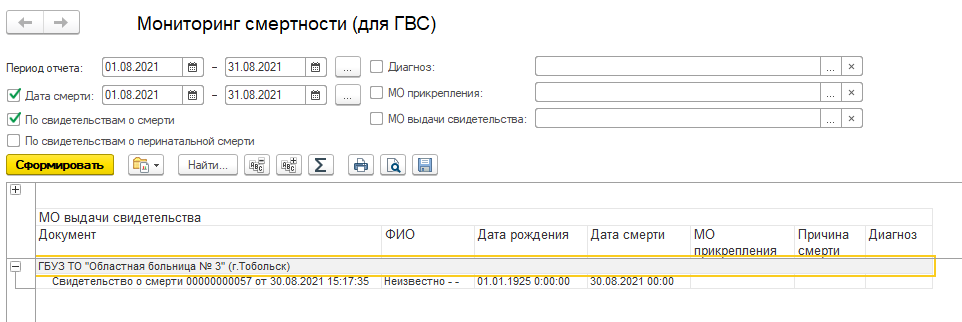 Мониторинг смертности (для ГВС)
Период отчета: 01.08.2021 – 31.08.2021 ... Диагноз: ... ×
Дата смерти: 01.08.2021 – 31.08.2021 ... МО прикрепления: ... ×
По свидетельствам о смерти МО выдачи свидетельства: ... ×
По свидетельствам о перинатальной смерти
Сформировать Найти...
МО выдачи свидетельства
Документ ФИО Дата рождения Дата смерти МО прикрепления Причина смерти Диагноз
ГБУЗ ТО "Областная больница № 3" (г.Тобольск)
Свидетельство о смерти 00000000057 от 30.08.2021 15:17:35 Неизвестно - - 01.01.1925 0:00:00 30.08.2021 00:00